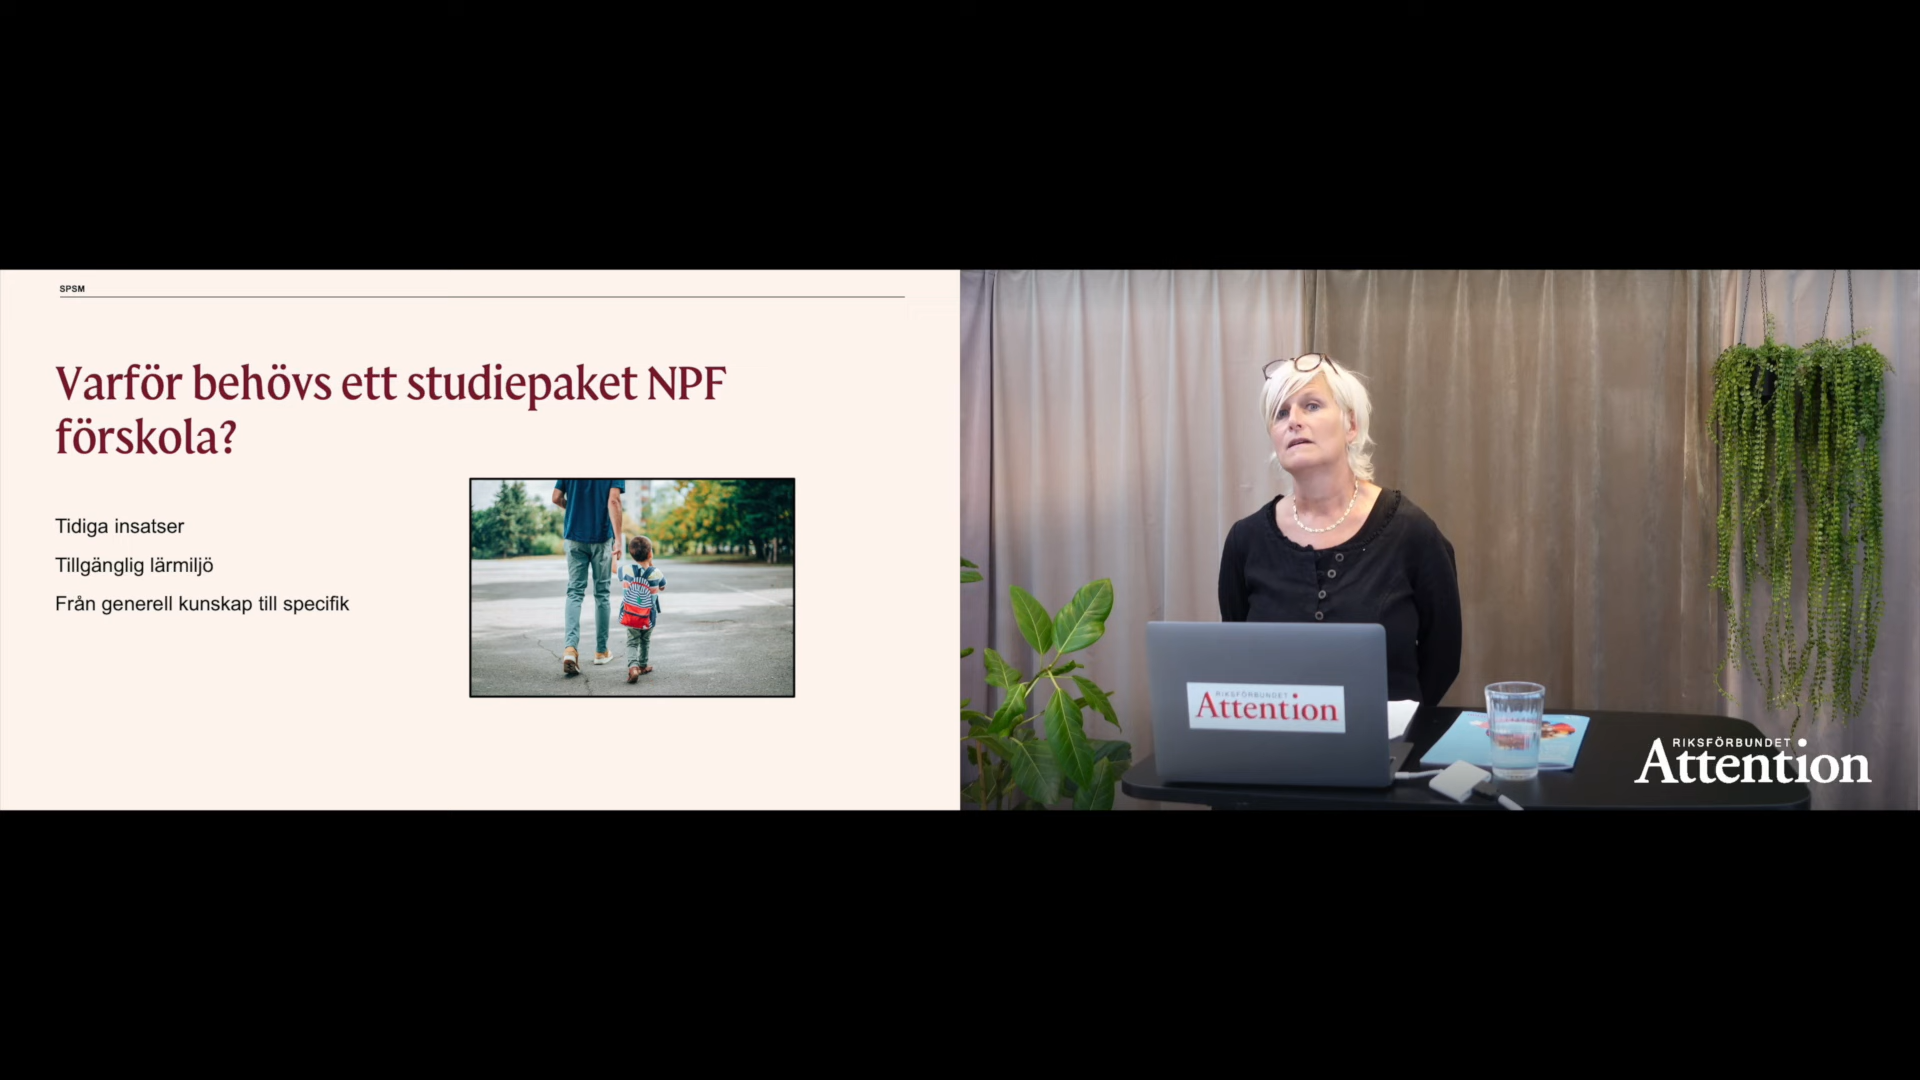 SPSM
Varför behövs ett studiepaket NPF
förskola?
Tidiga insatser
Tillgänglig lärmiljö
Från generell kunskap till specifik
RIKSFÖRBUNDET
Attention
RIKSFÖRBUNDET
Attention